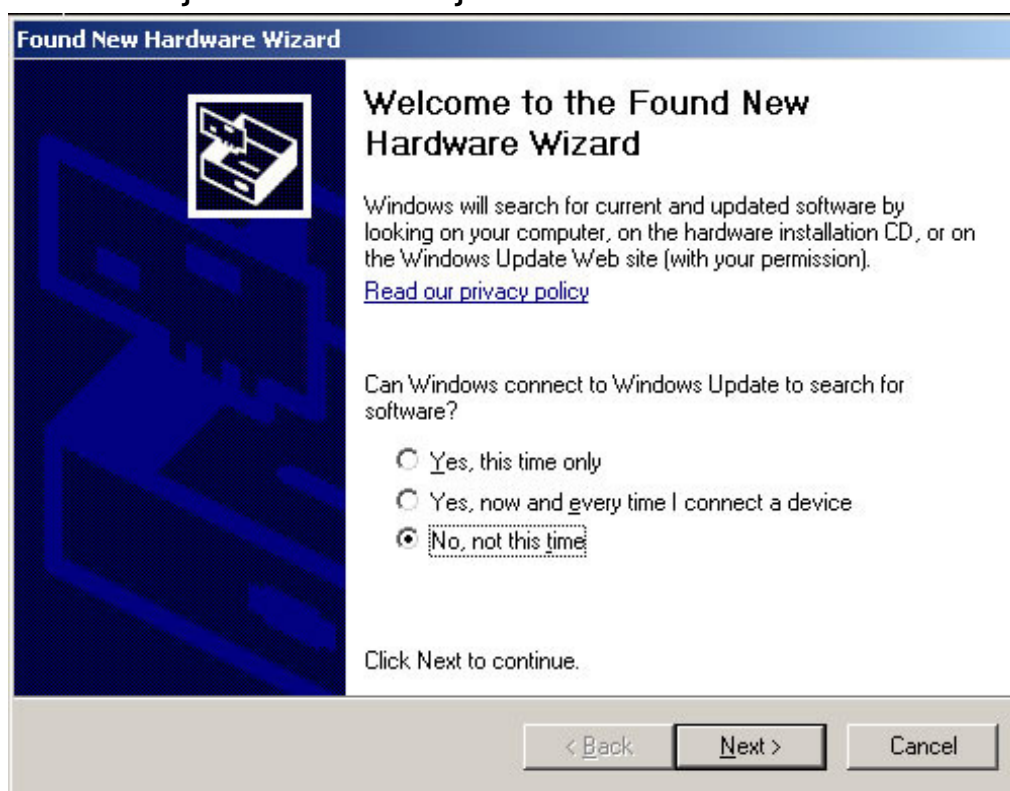 Found New Hardware Wizard
Welcome to the Found New
Hardware Wizard
Windows will search for current and updated software by
looking on your computer, on the hardware installation CD, or on
the Windows Update Web site (with your permission).
Read our privacy policy
Can Windows connect to Windows Update to search for
software?
Yes, this time only
Yes, now and every time I connect a device
No, not this time
Click Next to continue.
< Back
Next >
Cancel